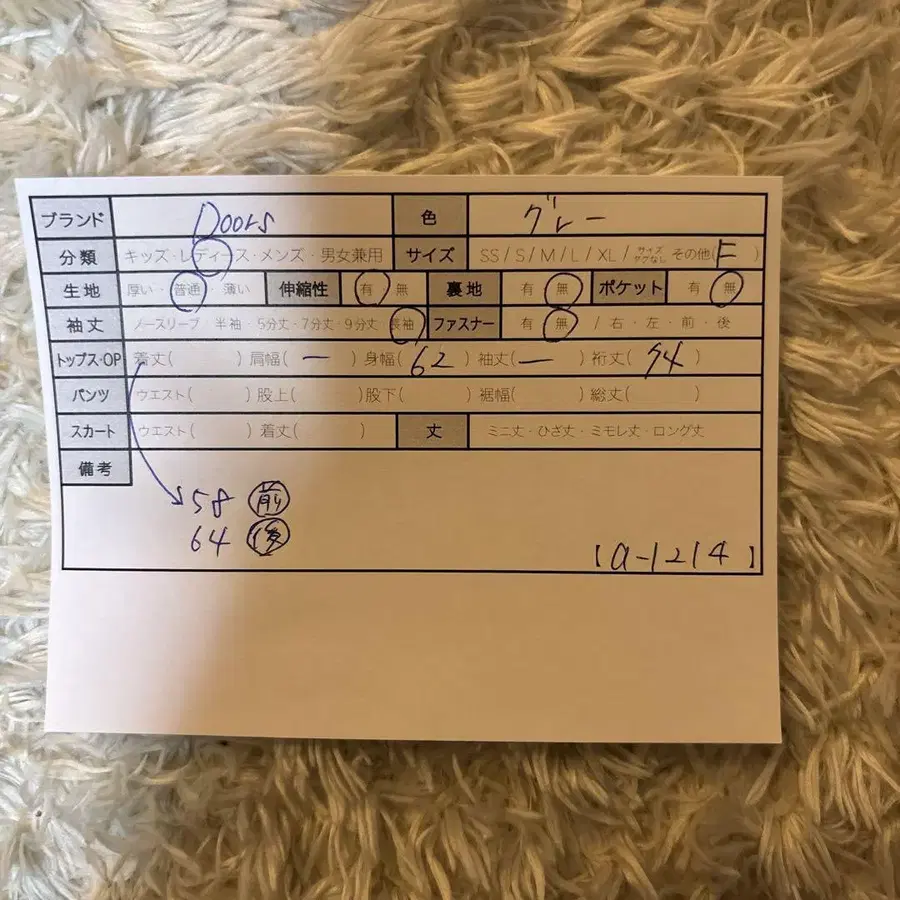 ブランド Doors 色 グレー
分類 キッズ・レディース・メンズ・男女兼用 サイズ SS / S / M / L / XL / サイズタグなし その他(F)
生地 厚い・普通・薄い 伸縮性 有・無 裏地 有・無 ポケット 有・無
袖丈 ノースリーブ・半袖・5分丈・7分丈・9分丈・長袖 ファスナー 有・無 / 右・左・前・後
トップス・OP 着丈( ) 肩幅( ー ) 身幅( 62 ) 袖丈( ー ) 裄丈( 74 )
パンツ ウエスト( ) 股上( ) 股下( ) 裾幅( ) 総丈( )
スカート ウエスト( ) 着丈( ) 丈 ミニ丈・ひざ丈・ミモレ丈・ロング丈
備考
58 前
64 後
【a-1214】